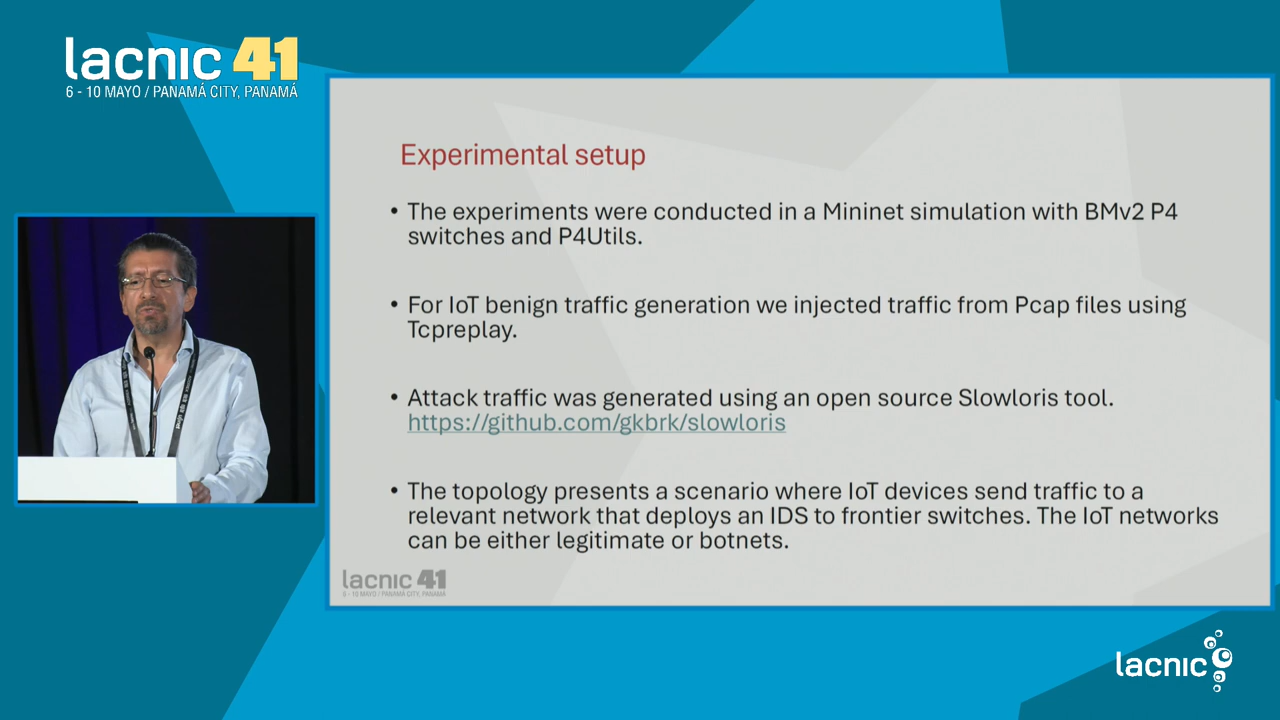 lacnic 41
6 - 10 MAYO / PANAMÁ CITY, PANAMÁ
Experimental setup
• The experiments were conducted in a Mininet simulation with BMv2 P4
switches and P4Utils.
• For IoT benign traffic generation we injected traffic from Pcap files using
Tcpreplay.
• Attack traffic was generated using an open source Slowloris tool.
https://github.com/gkbrk/slowloris
• The topology presents a scenario where IoT devices send traffic to a
relevant network that deploys an IDS to frontier switches. The IoT networks
can be either legitimate or botnets.
lacnic 41
6 - 10 MAYO / PANAMÁ CITY, PANAMÁ
lacnic